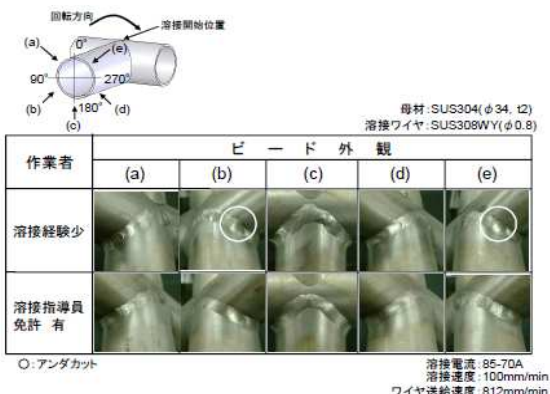 回転方向
溶接開始位置
(a)
0°
(e)
90°
270°
(b)
180°
(d)
(c)
母材:SUS304(φ34, t2)
溶接ワイヤ:SUS308WY(φ0.8)
作業者
ビード外観
(a) (b) (c) (d) (e)
溶接経験少
溶接指導員
免許 有
○:アンダカット
溶接電流:85-70A
溶接速度:100mm/min
ワイヤ送給速度:812mm/min